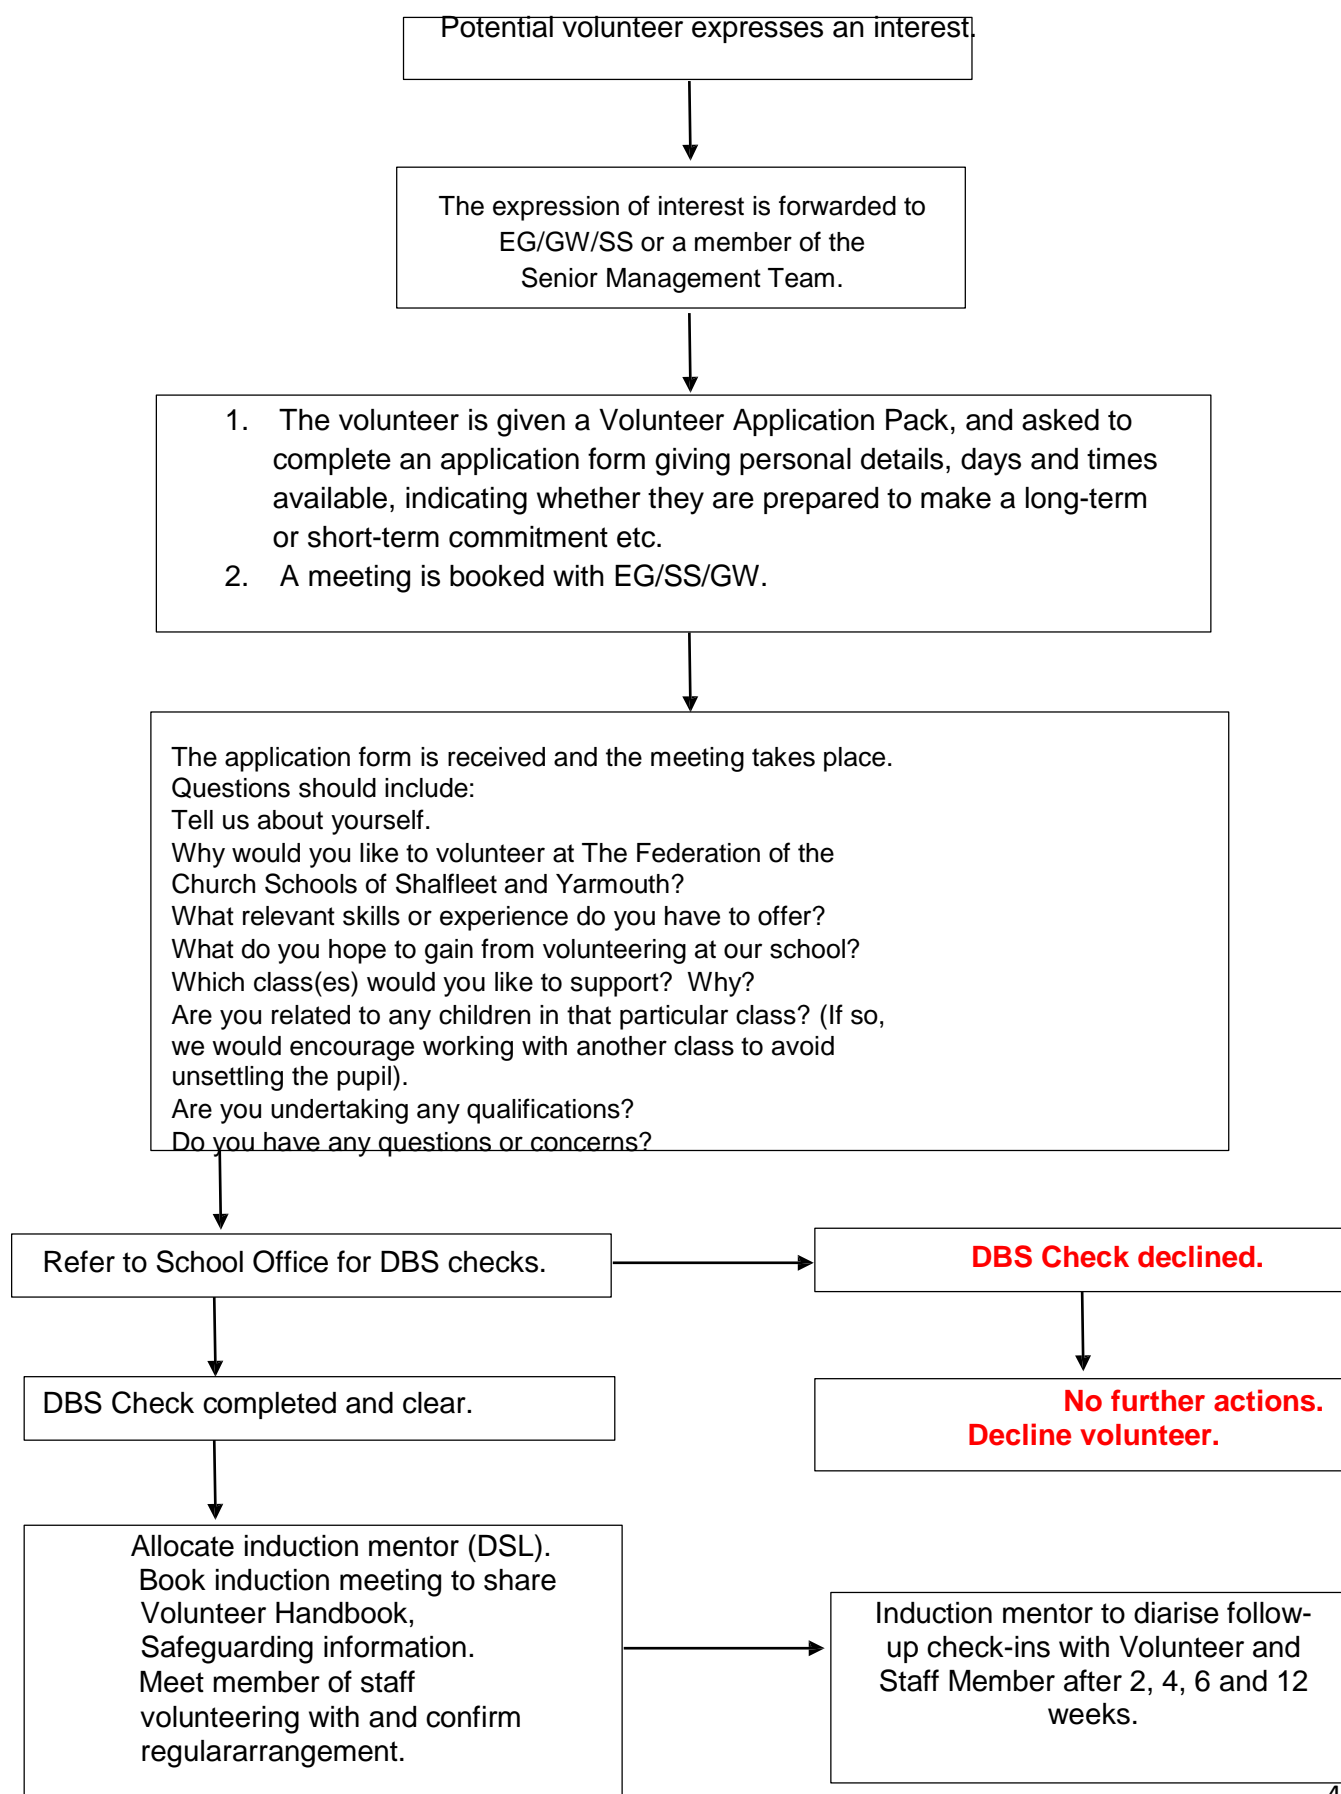 Potential volunteer expresses an interest.
The expression of interest is forwarded to
EG/GW/SS or a member of the
Senior Management Team.
1. The volunteer is given a Volunteer Application Pack, and asked to
complete an application form giving personal details, days and times
available, indicating whether they are prepared to make a long-term
or short-term commitment etc.
2. A meeting is booked with EG/SS/GW.
The application form is received and the meeting takes place.
Questions should include:
Tell us about yourself.
Why would you like to volunteer at The Federation of the
Church Schools of Shalfleet and Yarmouth?
What relevant skills or experience do you have to offer?
What do you hope to gain from volunteering at our school?
Which class(es) would you like to support? Why?
Are you related to any children in that particular class? (If so,
we would encourage working with another class to avoid
unsettling the pupil).
Are you undertaking any qualifications?
Do you have any questions or concerns?
Refer to School Office for DBS checks.
DBS Check declined.
DBS Check completed and clear.
No further actions.
Decline volunteer.
Allocate induction mentor (DSL).
Book induction meeting to share
Volunteer Handbook,
Safeguarding information.
Meet member of staff
volunteering with and confirm
regulararrangement.
Induction mentor to diarise follow-
up check-ins with Volunteer and
Staff Member after 2, 4, 6 and 12
weeks.